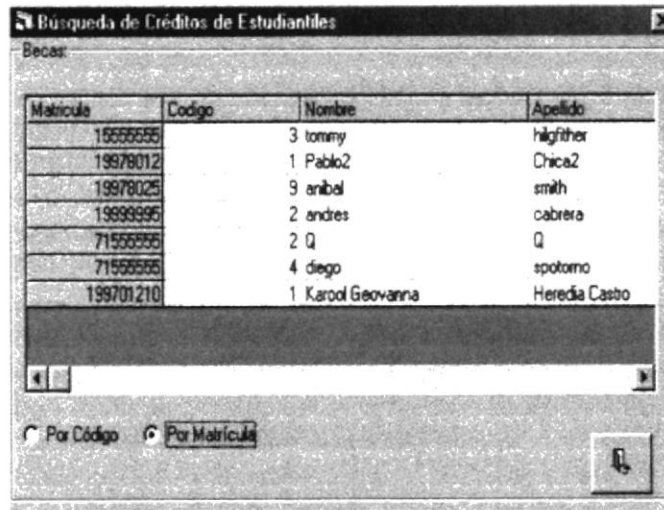 Búsqueda de Créditos de Estudiantiles
Becas:
Matricula Codigo Nombre Apellido
15555555 3 tommy hilgfither
19978012 1 Pablo2 Chica2
19978025 9 anibal smith
19999995 2 andres cabrera
71555555 2 Q Q
71555555 4 diego spotorno
199701210 1 Karool Geovanna Heredia Castro
Por Código Por Matrícula